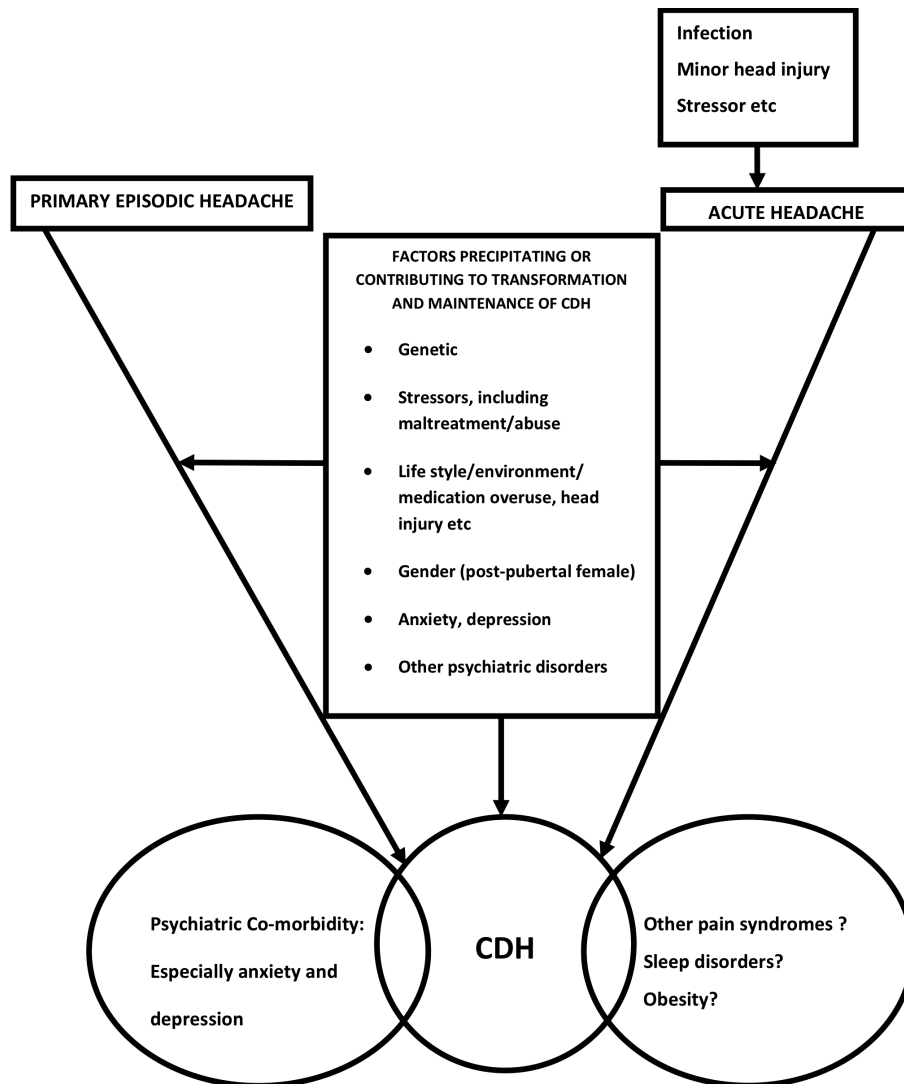 Infection
Minor head injury
Stressor etc
PRIMARY EPISODIC HEADACHE
ACUTE HEADACHE
FACTORS PRECIPITATING OR
CONTRIBUTING TO TRANSFORMATION
AND MAINTENANCE OF CDH
• Genetic
• Stressors, including
maltreatment/abuse
• Life style/environment/
medication overuse, head
injury etc
• Gender (post-pubertal female)
• Anxiety, depression
• Other psychiatric disorders
Psychiatric Co-morbidity:
Especially anxiety and
depression
CDH
Other pain syndromes ?
Sleep disorders?
Obesity?